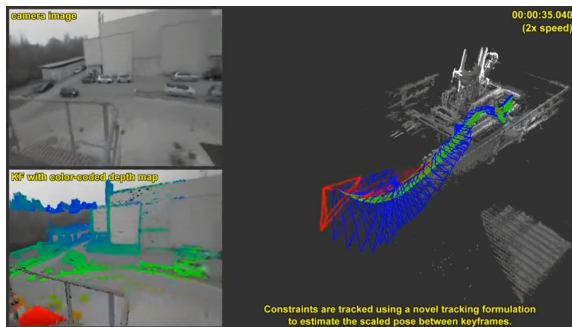 camera image
00:00:35.040
(2x speed)
KF with color-coded depth map
Constraints are tracked using a novel tracking formulation
to estimate the scaled pose between keyframes.